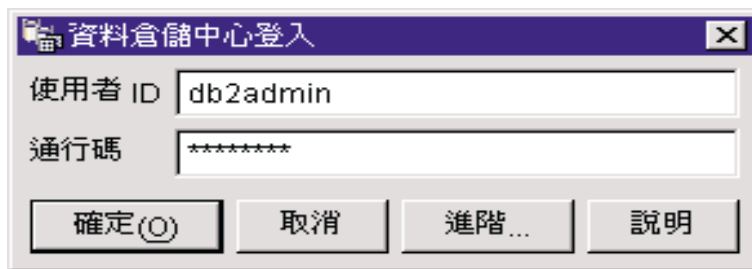 資料倉儲中心登入
使用者 ID db2admin
通行碼 ********
確定(O) 取消 進階... 說明